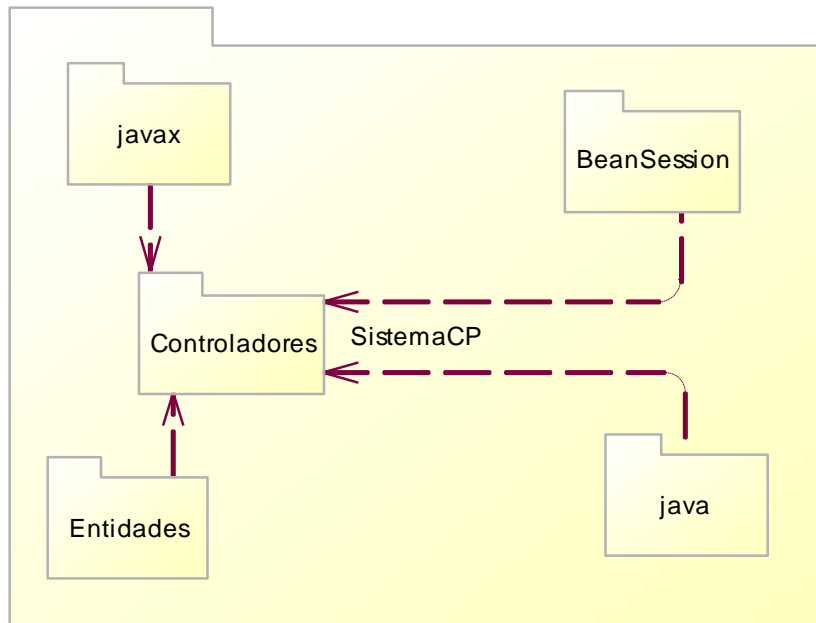 javax
BeanSession
Controladores
SistemaCP
Entidades
java